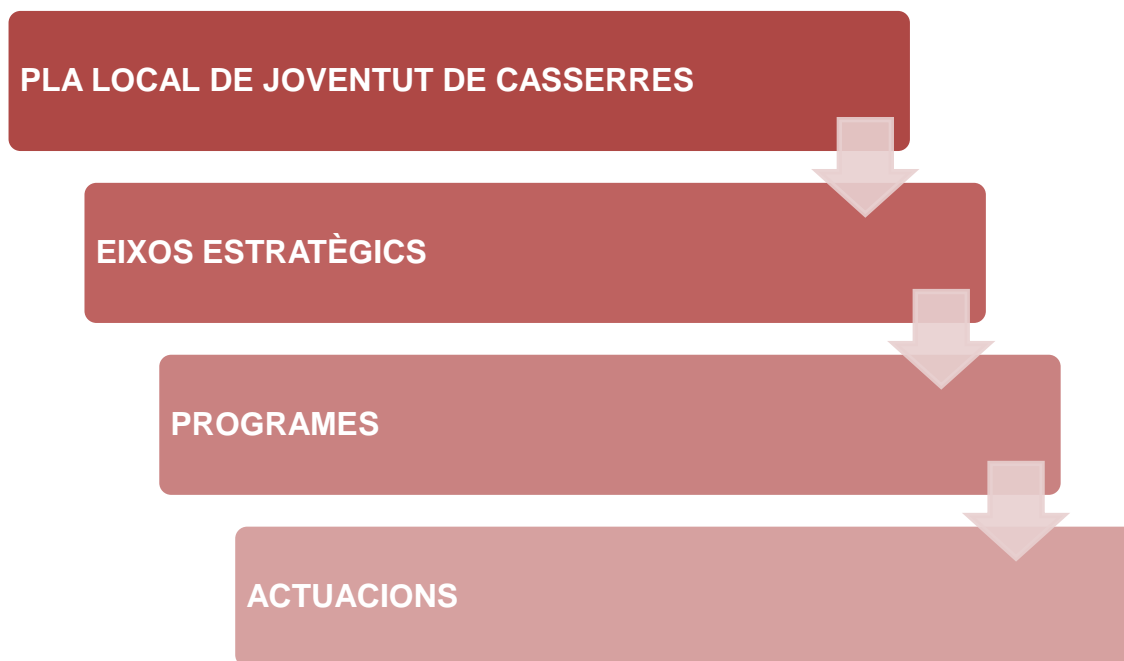 PLA LOCAL DE JOVENTUT DE CASSERRES
EIXOS ESTRATÈGICS
PROGRAMES
ACTUACIONS